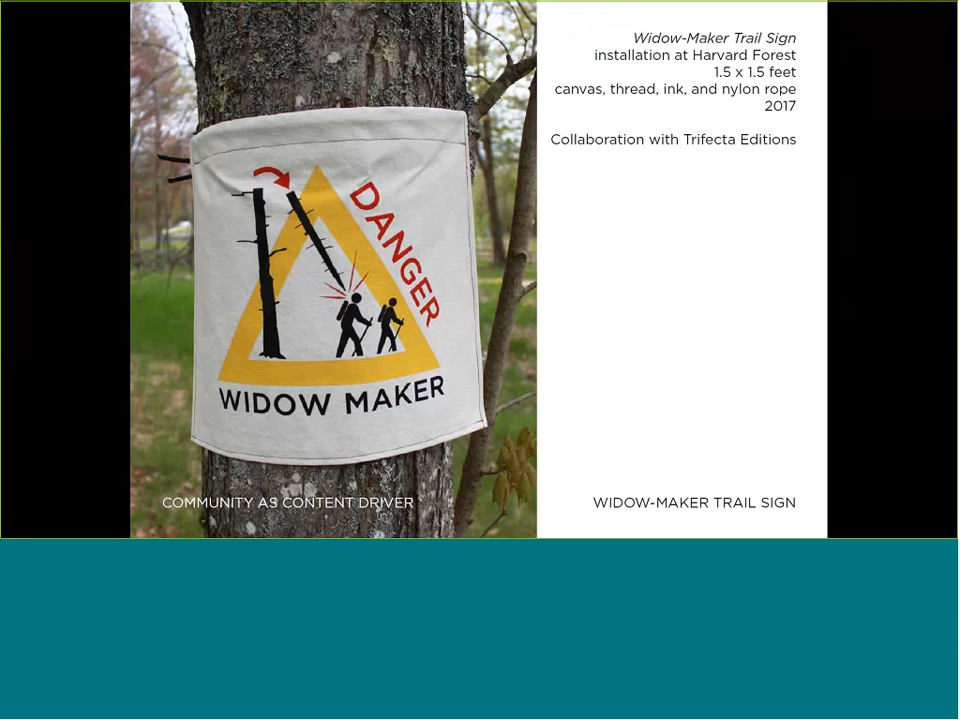 DANGER
WIDOW MAKER
COMMUNITY AS CONTENT DRIVER
Widow-Maker Trail Sign
installation at Harvard Forest
1.5 x 1.5 feet
canvas, thread, ink, and nylon rope
2017
Collaboration with Trifecta Editions
WIDOW-MAKER TRAIL SIGN